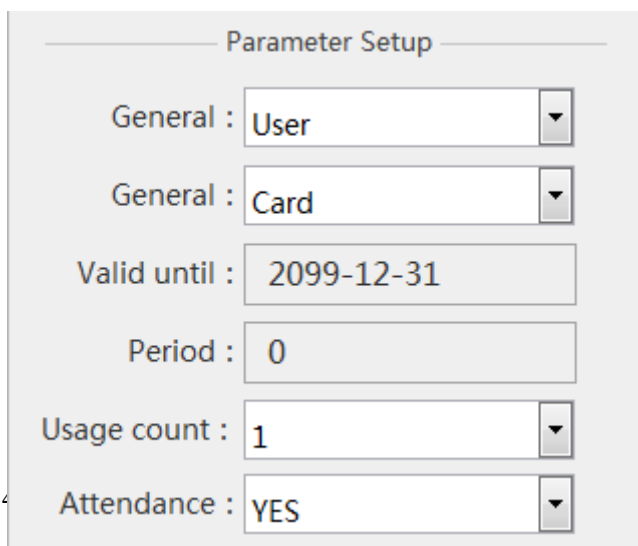 Parameter Setup
General : User
General : Card
Valid until : 2099-12-31
Period : 0
Usage count : 1
Attendance : YES